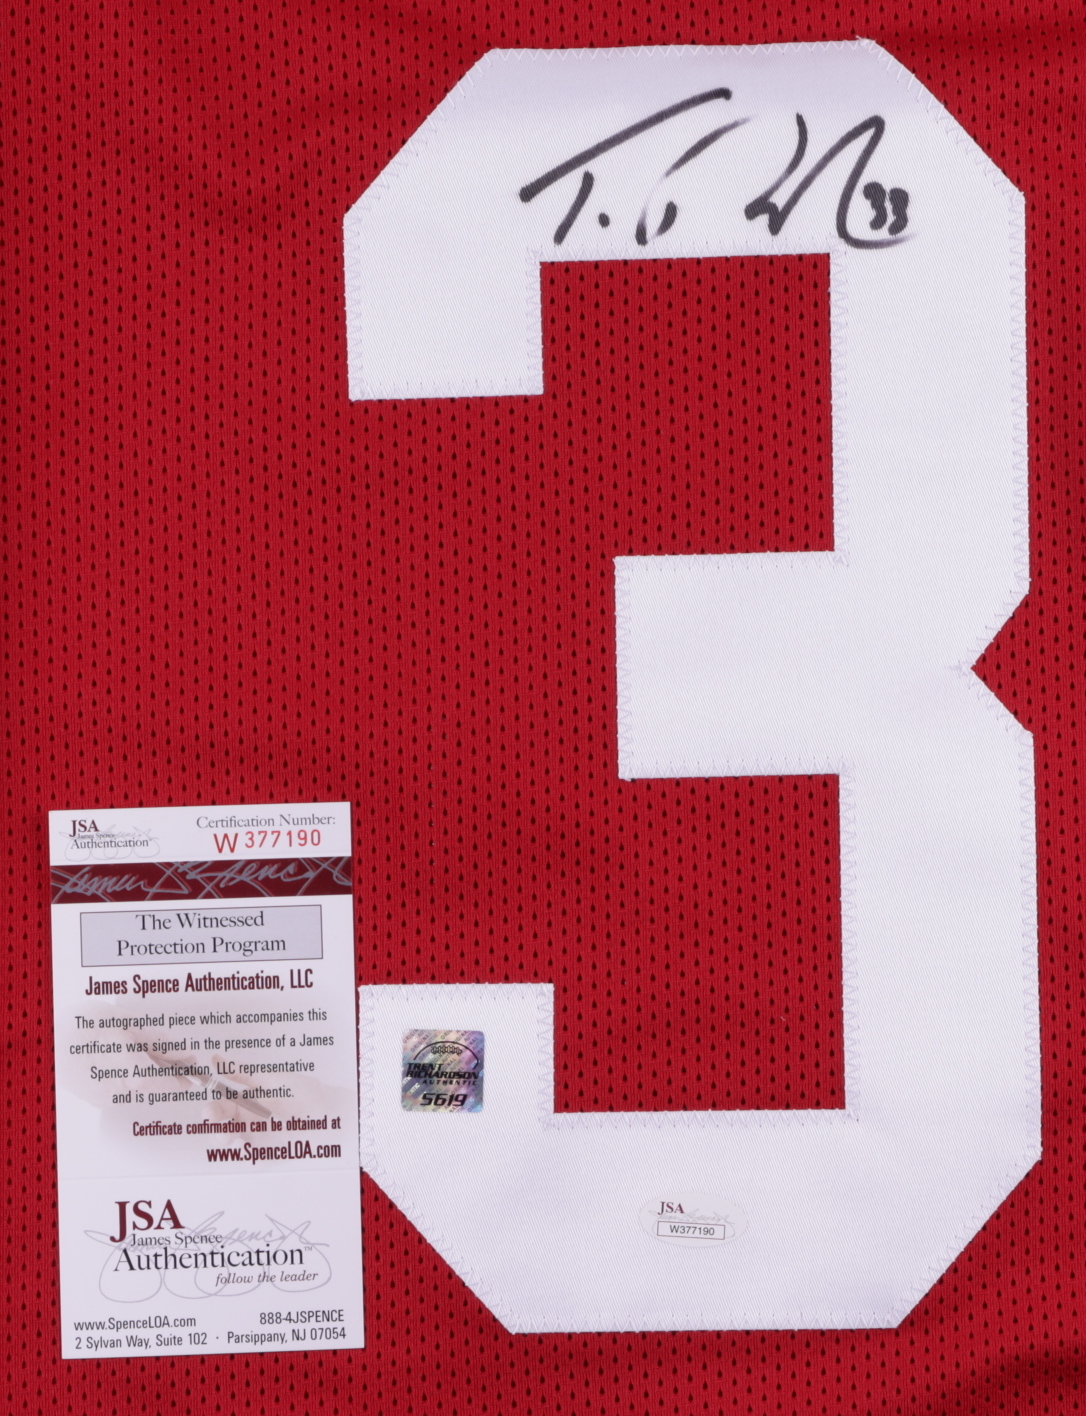 33
3
JSA
James Spence
Authentication
Certification Number:
W 377190
The Witnessed
Protection Program
James Spence Authentication, LLC
The autographed piece which accompanies this
certificate was signed in the presence of a James
Spence Authentication, LLC representative
and is guaranteed to be authentic.
Certificate confirmation can be obtained at
www.SpenceLOA.com
JSA
James Spence
Authentication™
follow the leader
www.SpenceLOA.com 888-4JSPENCE
2 Sylvan Way, Suite 102 · Parsippany, NJ 07054
TRENT
RICHARDSON
AUTHENTIC
5619
JSA
W377190